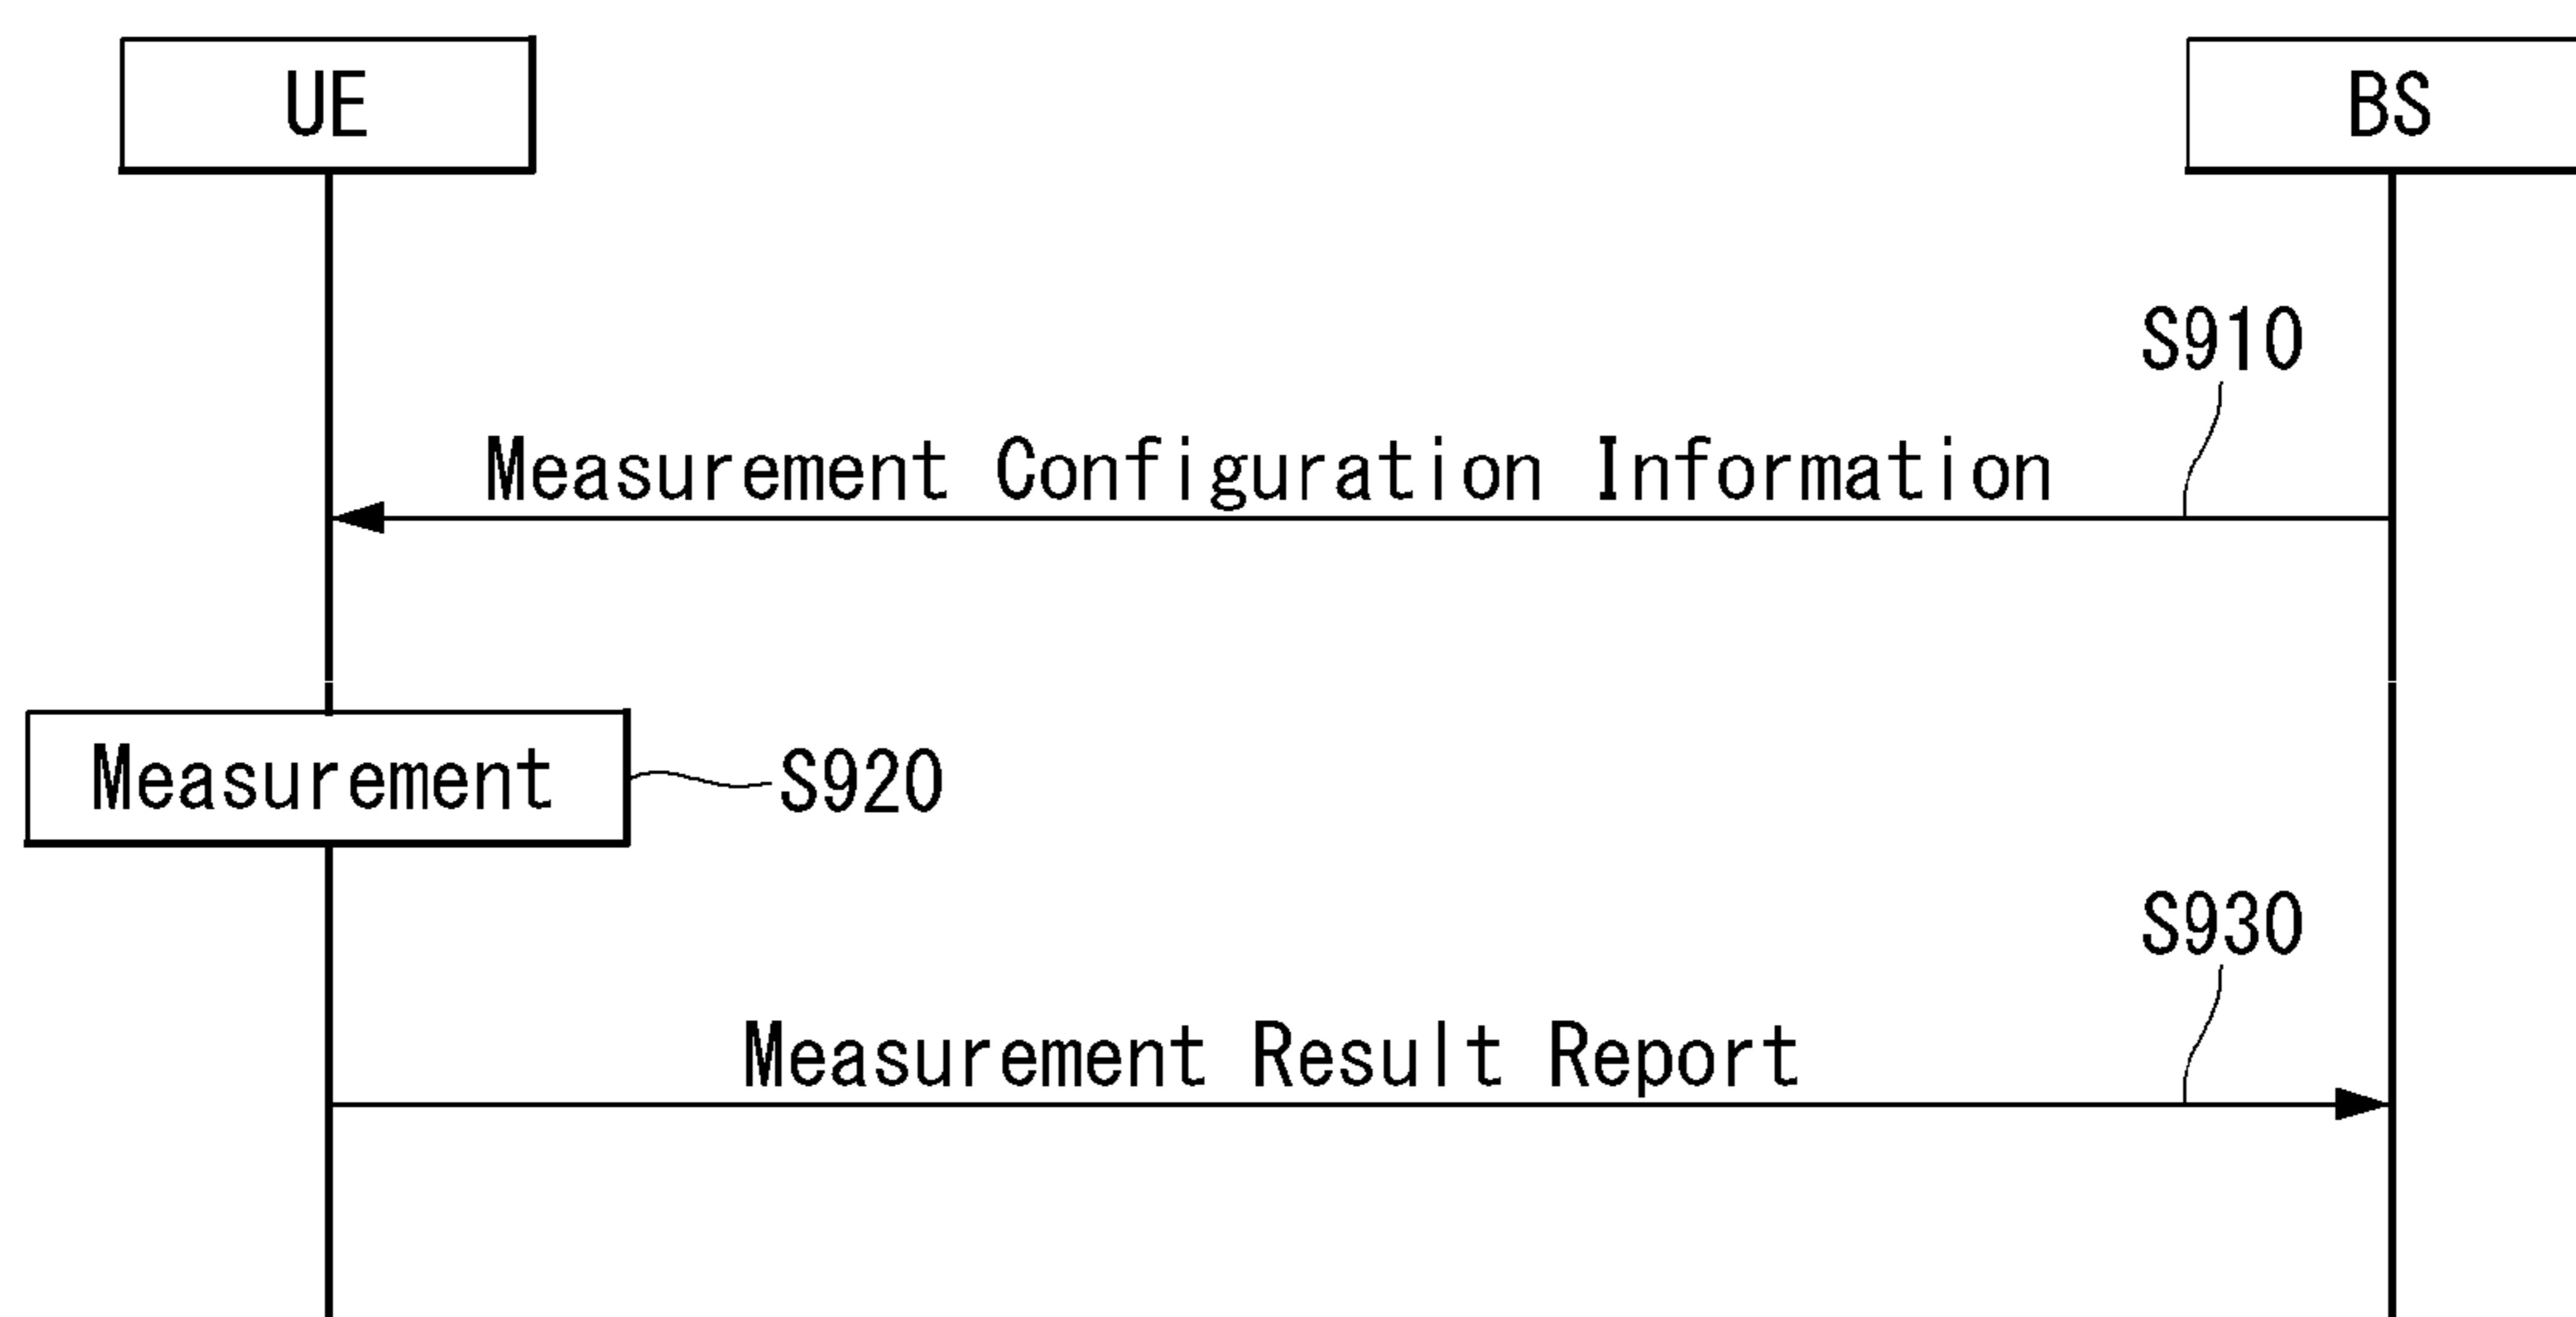 UE
BS
S910
Measurement Configuration Information
Measurement
S920
S930
Measurement Result Report